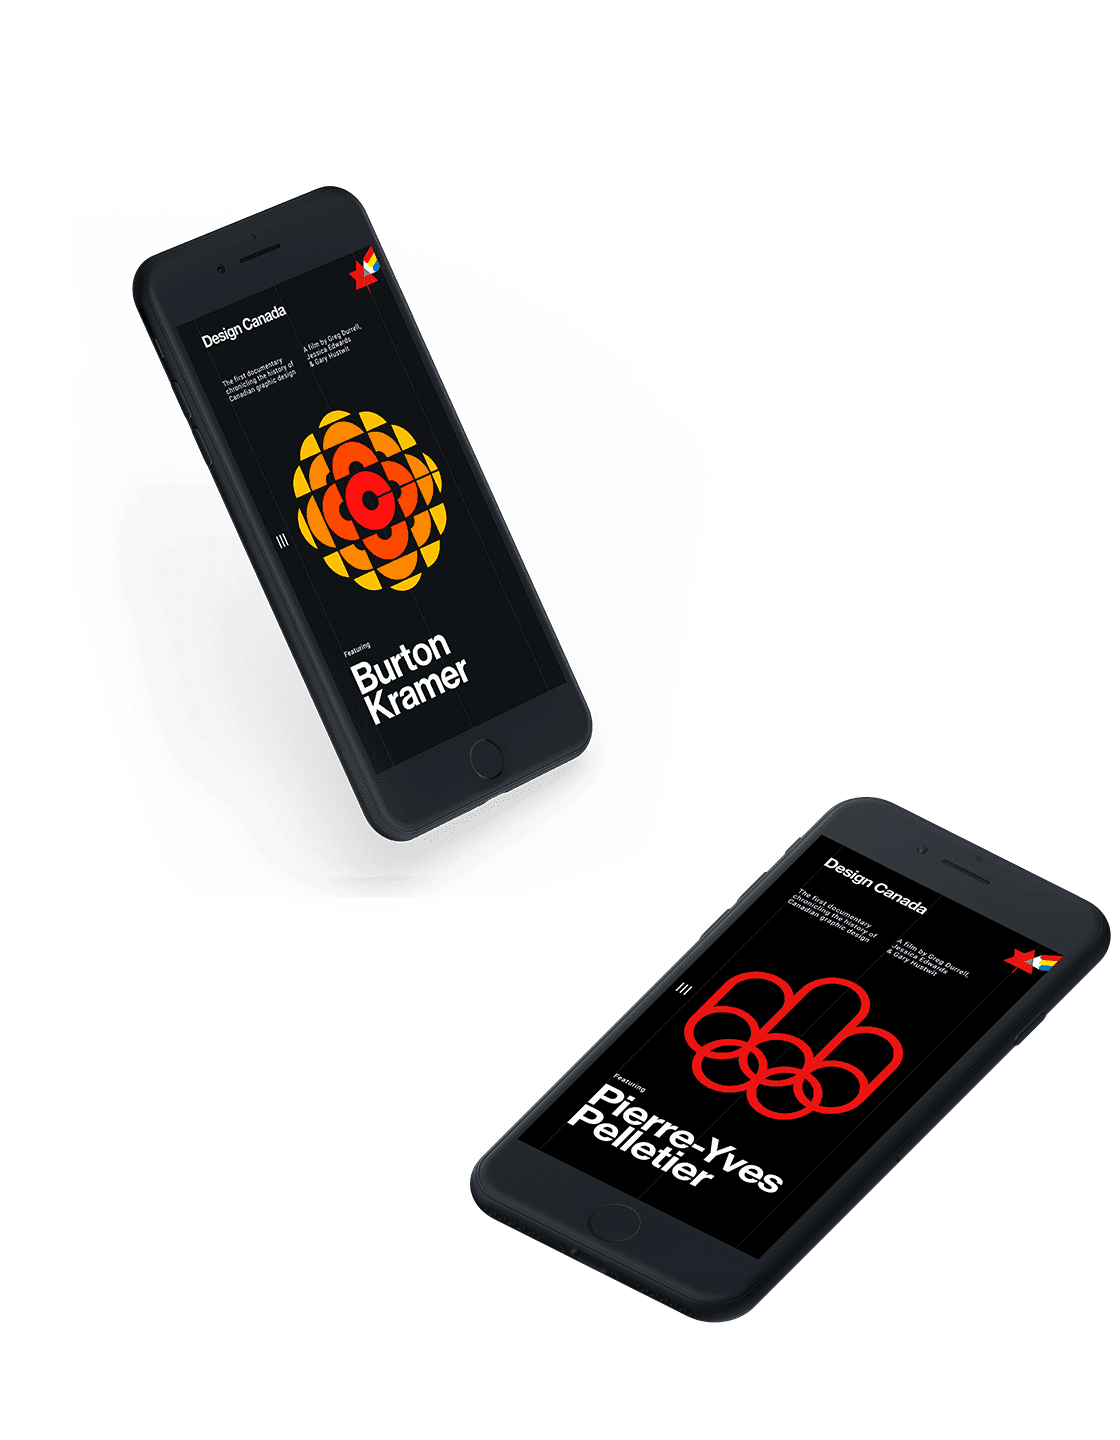 Design Canada
The first documentary
chronicling the history of
Canadian graphic design
A film by Greg Durrell,
Jessica Edwards
& Gary Hustwit
Featuring
Burton
Kramer
Design Canada
The first documentary
chronicling the history of
Canadian graphic design
A film by Greg Durrell,
Jessica Edwards
& Gary Hustwit
Featuring
Pierre-Yves
Pelletier